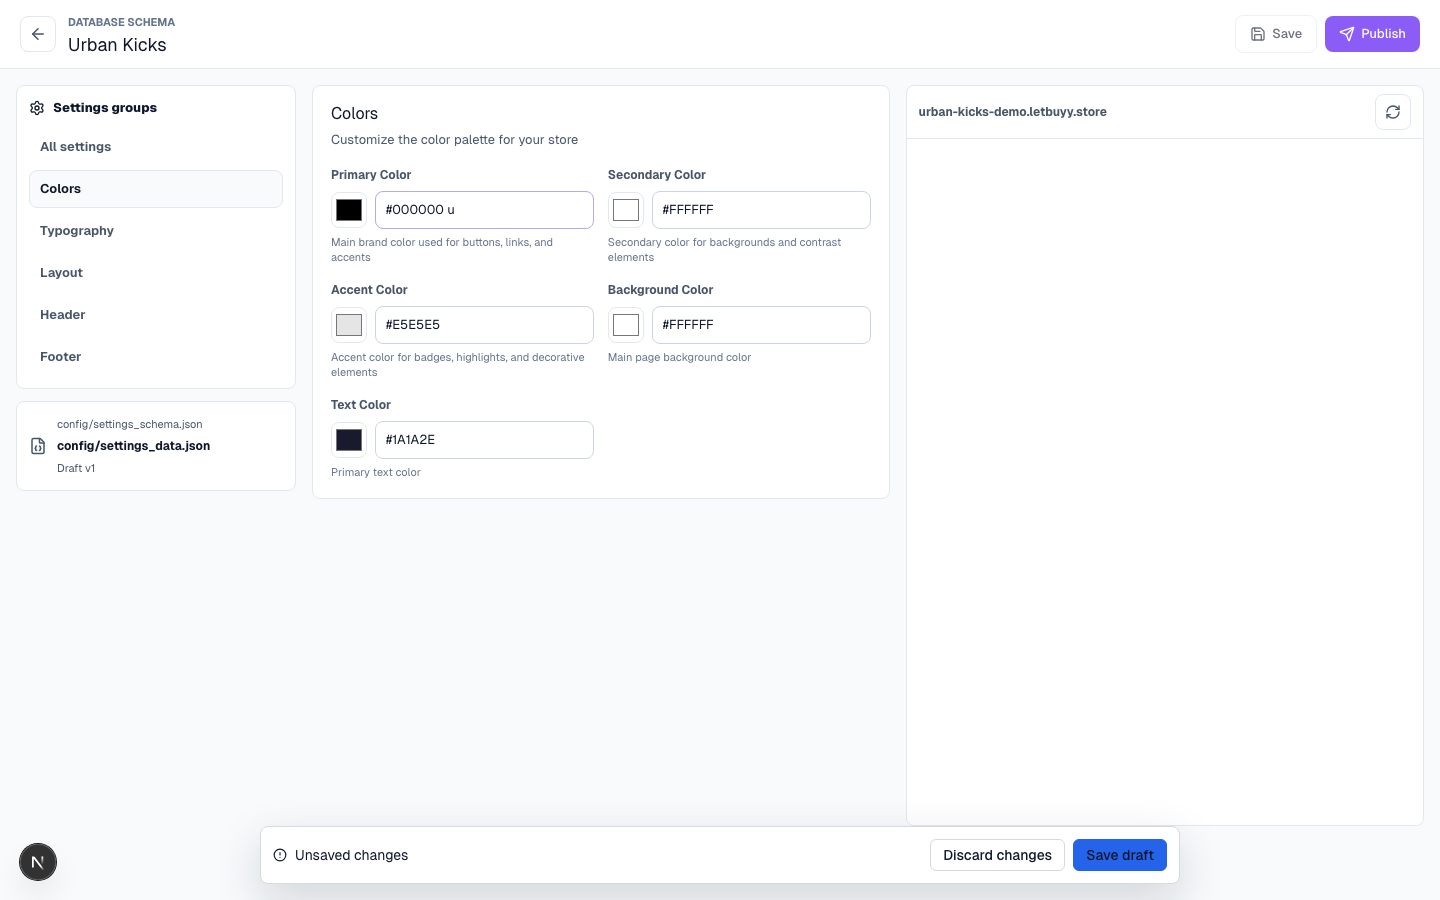 DATABASE SCHEMA
Urban Kicks
Save
Publish
Settings groups
All settings
Colors
Typography
Layout
Header
Footer
config/settings_schema.json
config/settings_data.json
Draft v1
Colors
Customize the color palette for your store
Primary Color
#000000 u
Main brand color used for buttons, links, and
accents
Secondary Color
#FFFFFF
Secondary color for backgrounds and contrast
elements
Accent Color
#E5E5E5
Accent color for badges, highlights, and decorative
elements
Background Color
#FFFFFF
Main page background color
Text Color
#1A1A2E
Primary text color
urban-kicks-demo.letbuyy.store
N
Unsaved changes
Discard changes
Save draft